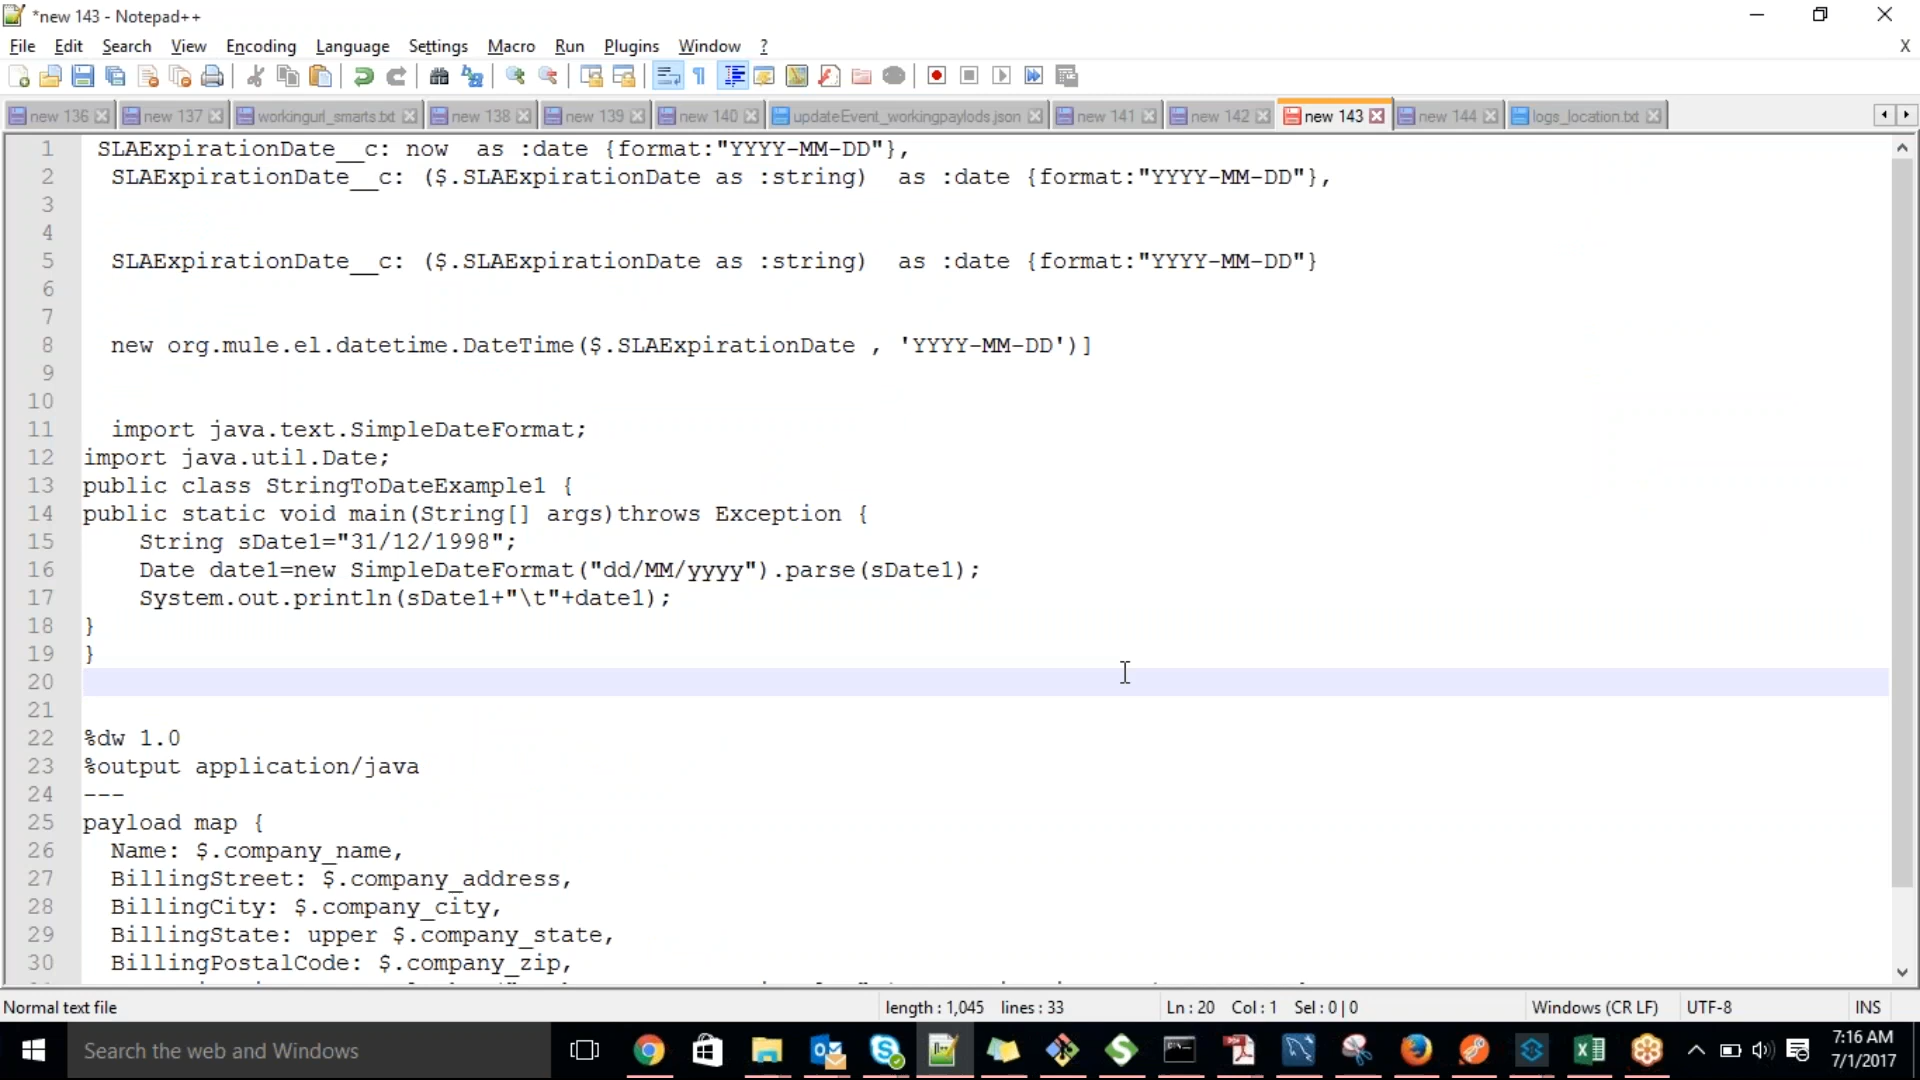 *new 143 - Notepad++
File Edit Search View Encoding Language Settings Macro Run Plugins Window ? X
new 136 new 137 workingurl_smarts.txt new 138 new 139 new 140 updateEvent_workingpaylods.json new 141 new 142 new 143 new 144 logs_location.txt
1 SLAExpirationDate__c: now  as :date {format:"YYYY-MM-DD"},
2 SLAExpirationDate__c: ($.SLAExpirationDate as :string)  as :date {format:"YYYY-MM-DD"},
3
4
5 SLAExpirationDate__c: ($.SLAExpirationDate as :string)  as :date {format:"YYYY-MM-DD"}
6
7
8 new org.mule.el.datetime.DateTime($.SLAExpirationDate , 'YYYY-MM-DD')]
9
10
11 import java.text.SimpleDateFormat;
12 import java.util.Date;
13 public class StringToDateExample1 {
14 public static void main(String[] args)throws Exception {
15 String sDate1="31/12/1998";
16 Date date1=new SimpleDateFormat("dd/MM/yyyy").parse(sDate1);
17 System.out.println(sDate1+"\t"+date1);
18 }
19 }
20
21
22 %dw 1.0
23 %output application/java
24 ---
25 payload map {
26 Name: $.company_name,
27 BillingStreet: $.company_address,
28 BillingCity: $.company_city,
29 BillingState: upper $.company_state,
30 BillingPostalCode: $.company_zip,
Normal text file length : 1,045 lines : 33 Ln : 20 Col : 1 Sel : 0 | 0 Windows (CR LF) UTF-8 INS
Search the web and Windows
7:16 AM
7/1/2017